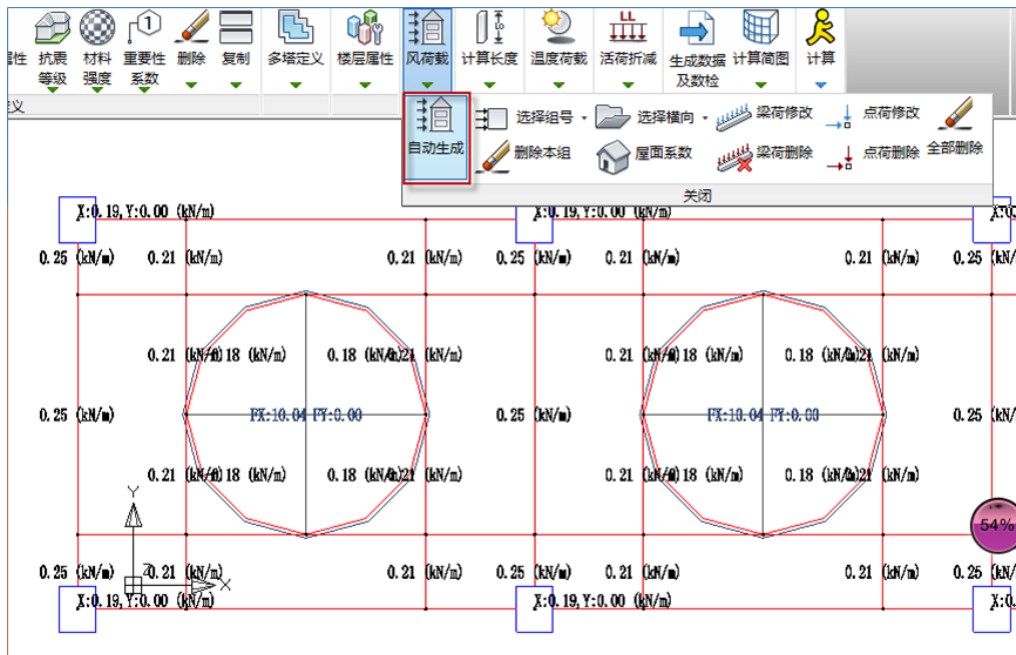 性 抗震等级 材料强度 重要性系数 删除 复制 多塔定义 楼层属性 风荷载 计算长度 温度荷载 活荷折减 生成数据及数检 计算简图 计算
LL
1
义
自动生成 选择组号 选择横向 梁荷修改 点荷修改 全部删除
删除本组 屋面系数 梁荷删除 点荷删除
关闭
X:0.19,Y:0.00 (kN/m) X:0.19,Y:0.00 (kN/m)
0.25 (kN/m) 0.21 (kN/m) 0.21 (kN/m) 0.25 (kN/m) 0.21 (kN/m) 0.21 (kN/m) 0.25 (kN/
0.21 18 (kN/m) 0.18 21 (kN/m) 0.21 18 (kN/m) 0.18 21 (kN/m)
0.25 (kN/m) FX:10.04 FY:0.00 0.25 (kN/m) FX:10.04 FY:0.00 0.25 (kN/
0.21 18 (kN/m) 0.18 21 (kN/m) 0.21 18 (kN/m) 0.18 21 (kN/m)
Y
54%
0.25 (kN/m) 0.21 (kN/m) 0.21 (kN/m) 0.25 (kN/m) 0.21 (kN/m) 0.21 (kN/m) 0.25 (kN/
X
X:0.19,Y:0.00 (kN/m) X:0.19,Y:0.00 (kN/m) X:0